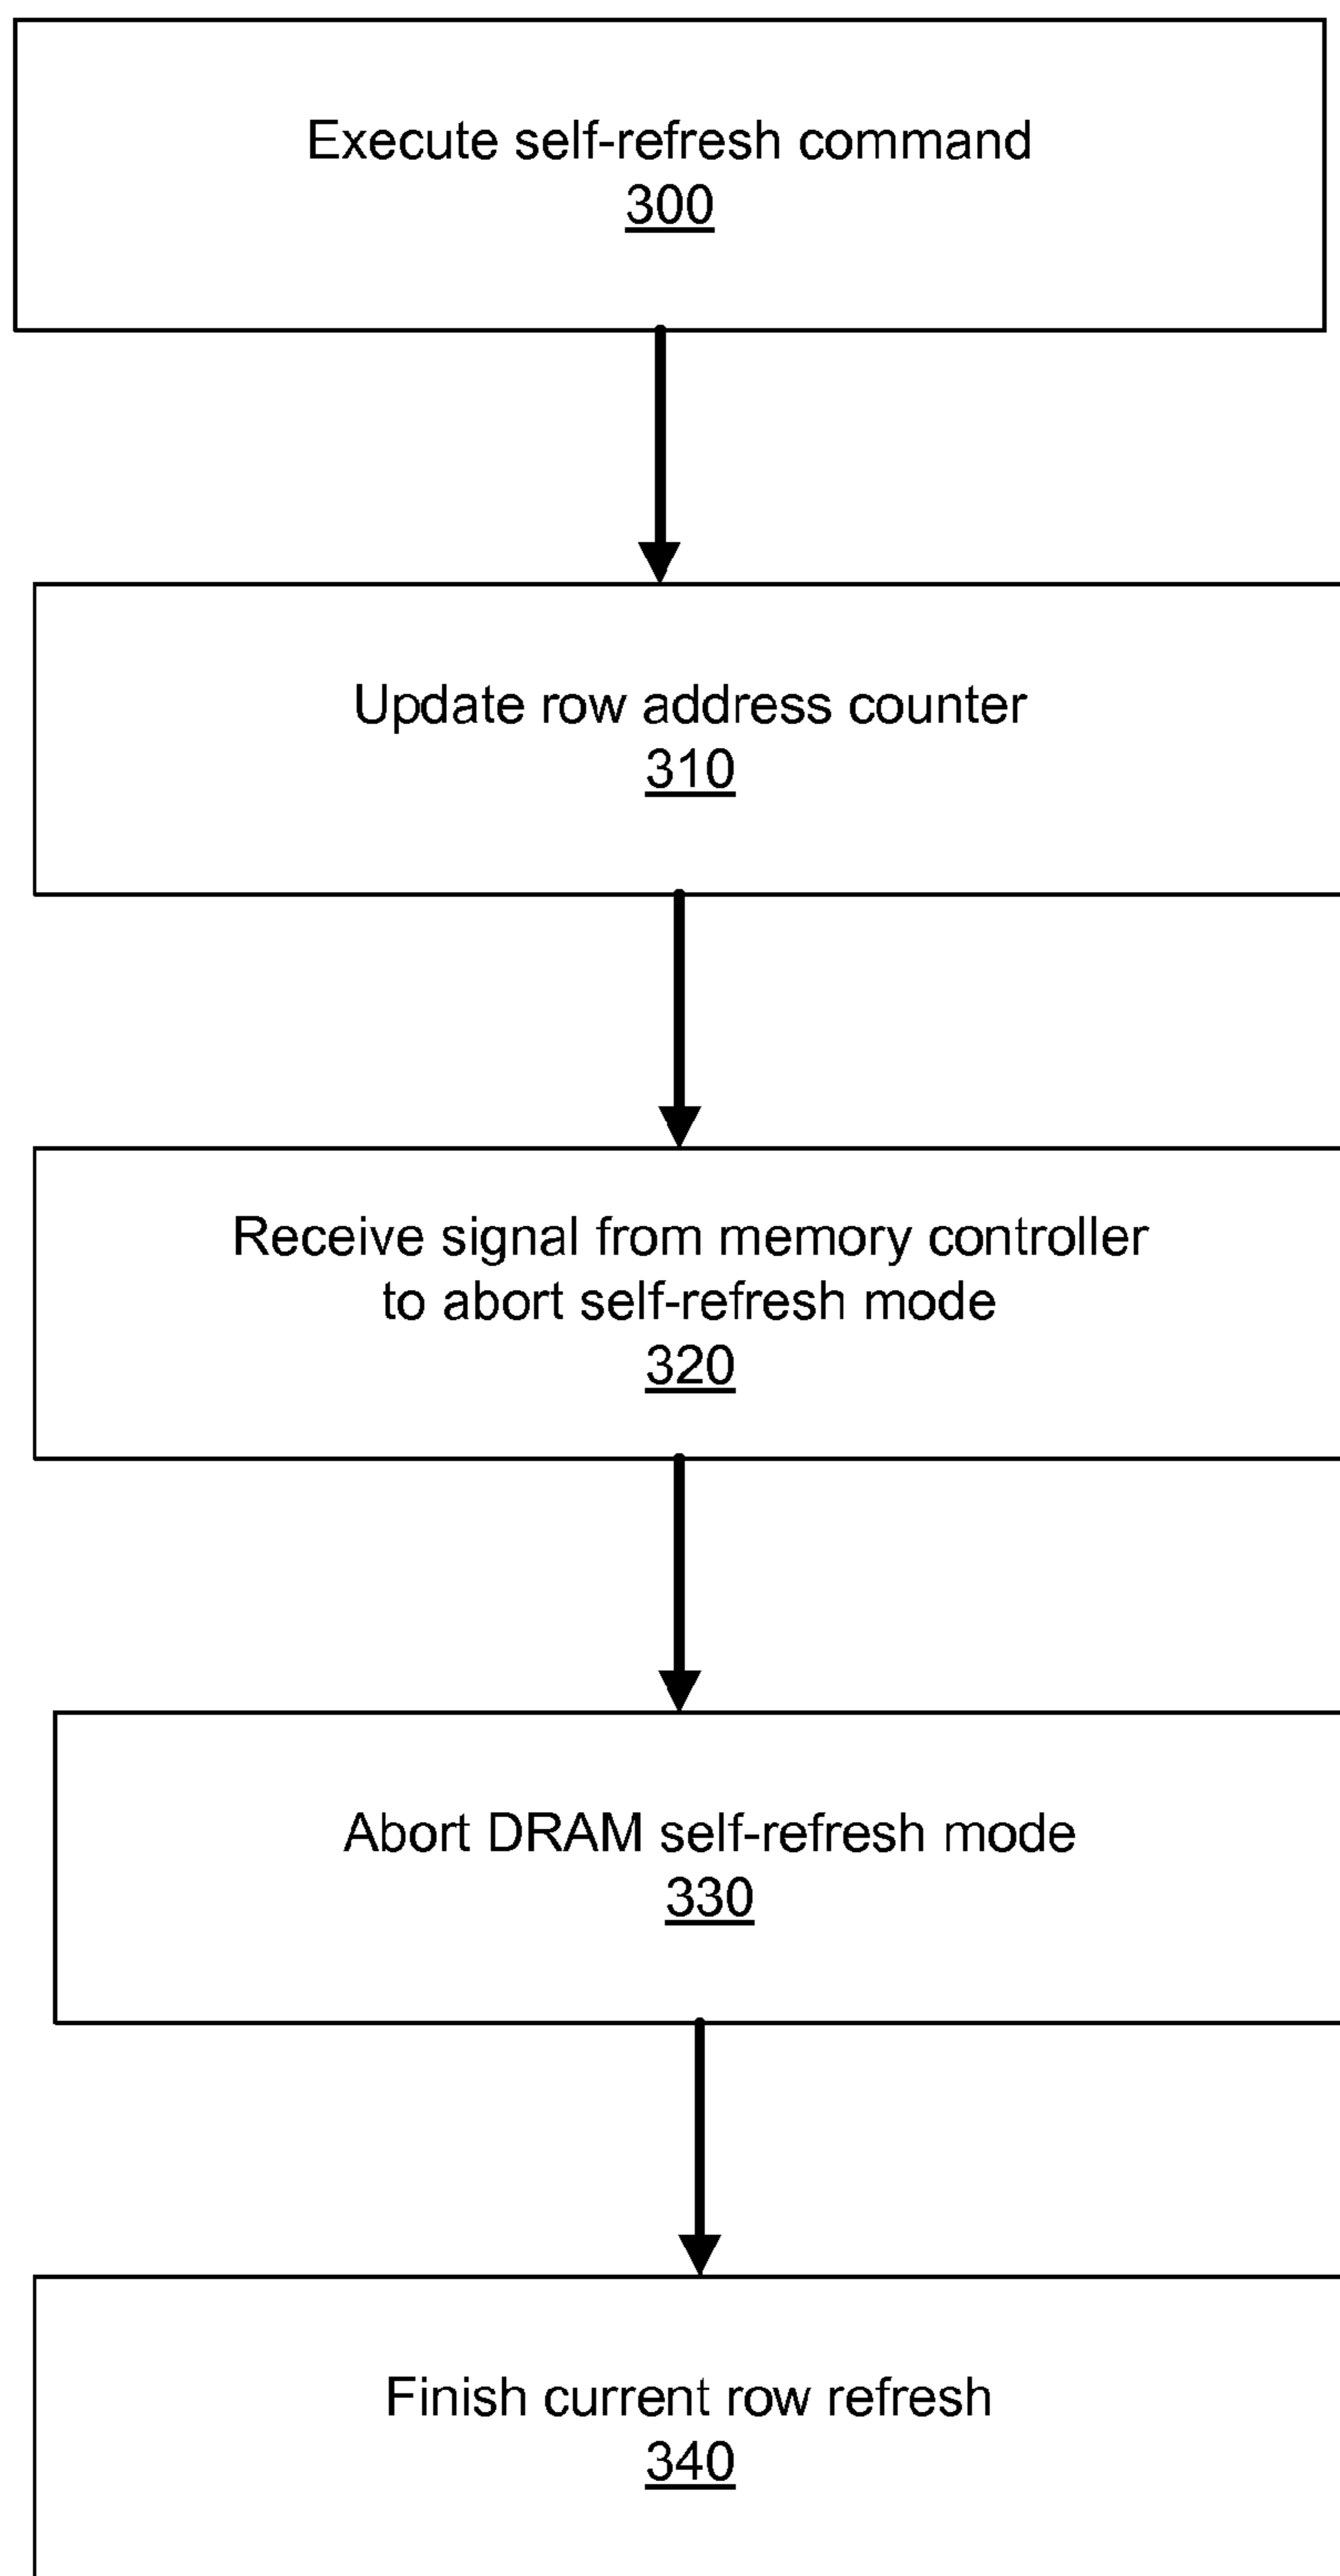 Execute self-refresh command
300
Update row address counter
310
Receive signal from memory controller
to abort self-refresh mode
320
Abort DRAM self-refresh mode
330
Finish current row refresh
340